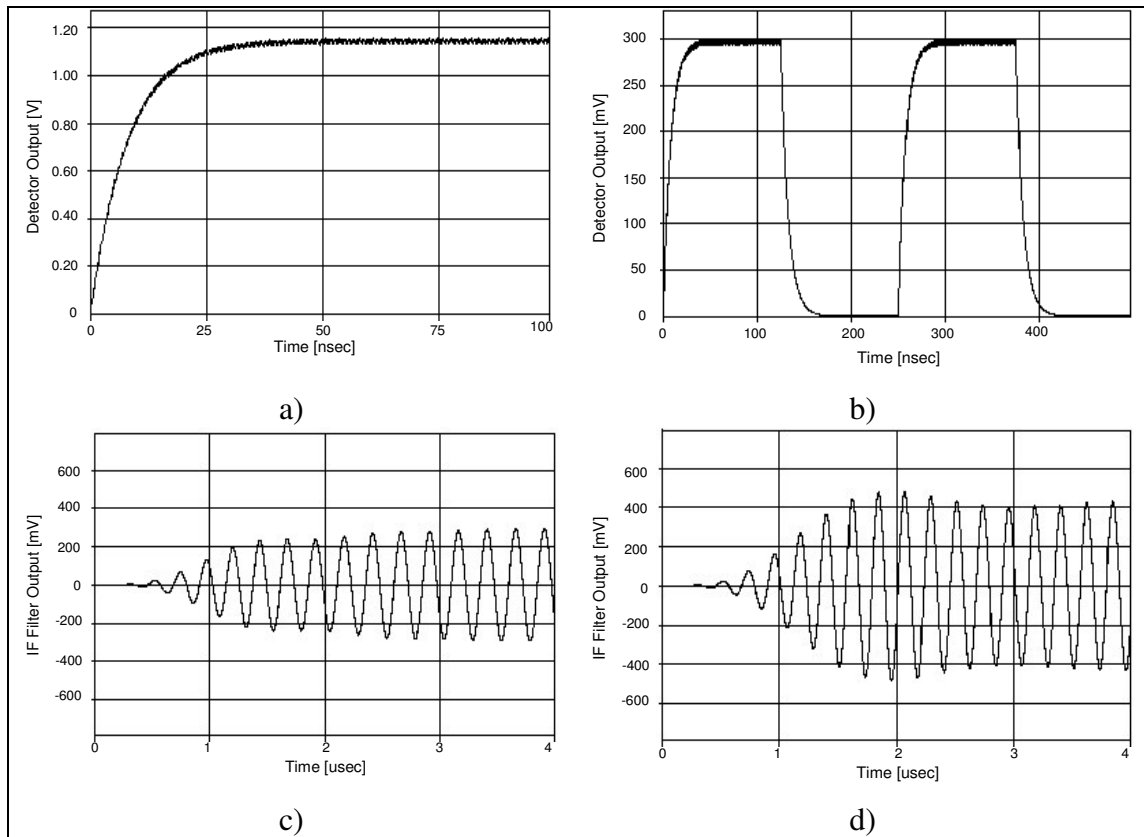 1.20
1.00
0.80
0.60
0.40
0.20
0
Detector Output [V]
0 25 50 75 100
Time [nsec]
a)
300
250
200
150
100
50
0
Detector Output [mV]
0 100 200 300 400
Time [nsec]
b)
600
400
200
0
-200
-400
-600
IF Filter Output [mV]
0 1 2 3 4
Time [usec]
c)
600
400
200
0
-200
-400
-600
IF Filter Output [mV]
0 1 2 3 4
Time [usec]
d)